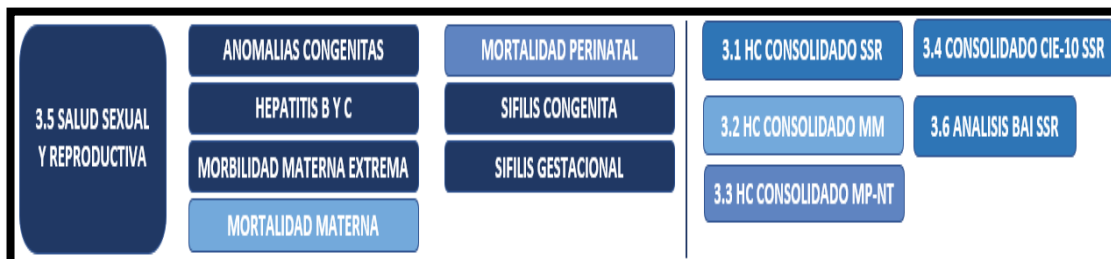 3.5 SALUD SEXUAL
Y REPRODUCTIVA
ANOMALIAS CONGENITAS
HEPATITIS B Y C
MORBILIDAD MATERNA EXTREMA
MORTALIDAD MATERNA
MORTALIDAD PERINATAL
SIFILIS CONGENITA
SIFILIS GESTACIONAL
3.1 HC CONSOLIDADO SSR
3.2 HC CONSOLIDADO MM
3.3 HC CONSOLIDADO MP-NT
3.4 CONSOLIDADO CIE-10 SSR
3.6 ANALISIS BAI SSR